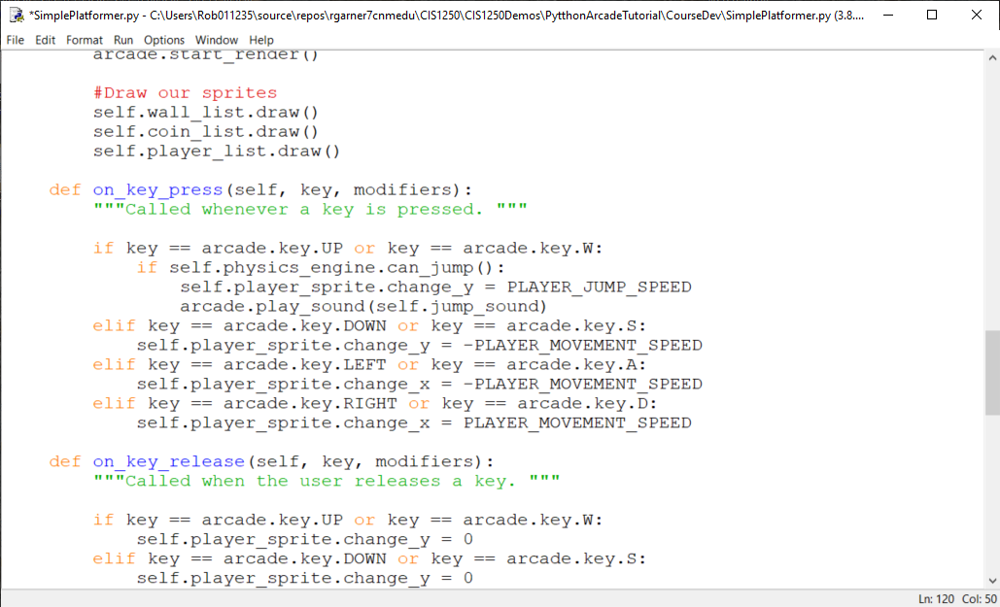 *SimplePlatformer.py - C:\Users\Rob011235\source\repos\rgarner7cnmedu\CIS1250\CIS1250Demos\PytthonArcadeTutorial\CourseDev\SimplePlatformer.py (3.8....
File Edit Format Run Options Window Help
arcade.start_render()
#Draw our sprites
self.wall_list.draw()
self.coin_list.draw()
self.player_list.draw()
def on_key_press(self, key, modifiers):
"""Called whenever a key is pressed. """
if key == arcade.key.UP or key == arcade.key.W:
if self.physics_engine.can_jump():
self.player_sprite.change_y = PLAYER_JUMP_SPEED
arcade.play_sound(self.jump_sound)
elif key == arcade.key.DOWN or key == arcade.key.S:
self.player_sprite.change_y = -PLAYER_MOVEMENT_SPEED
elif key == arcade.key.LEFT or key == arcade.key.A:
self.player_sprite.change_x = -PLAYER_MOVEMENT_SPEED
elif key == arcade.key.RIGHT or key == arcade.key.D:
self.player_sprite.change_x = PLAYER_MOVEMENT_SPEED
def on_key_release(self, key, modifiers):
"""Called when the user releases a key. """
if key == arcade.key.UP or key == arcade.key.W:
self.player_sprite.change_y = 0
elif key == arcade.key.DOWN or key == arcade.key.S:
self.player_sprite.change_y = 0
Ln: 120 Col: 50